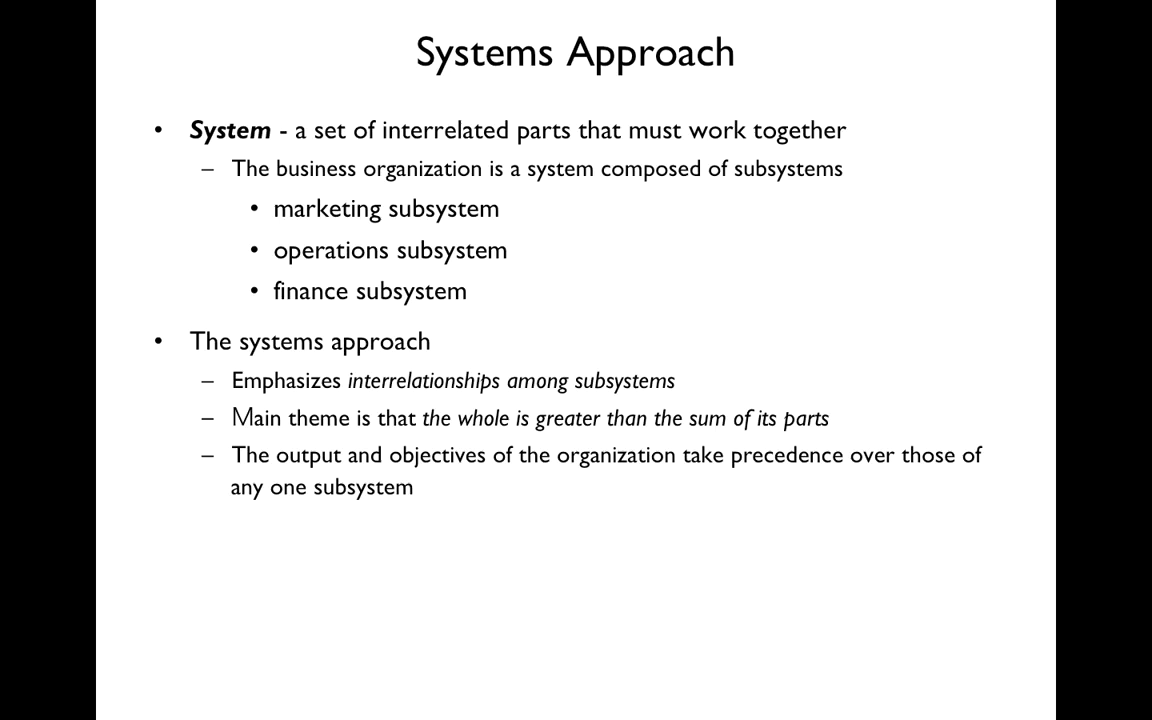 Systems Approach
• System - a set of interrelated parts that must work together
– The business organization is a system composed of subsystems
• marketing subsystem
• operations subsystem
• finance subsystem
• The systems approach
– Emphasizes interrelationships among subsystems
– Main theme is that the whole is greater than the sum of its parts
– The output and objectives of the organization take precedence over those of
any one subsystem